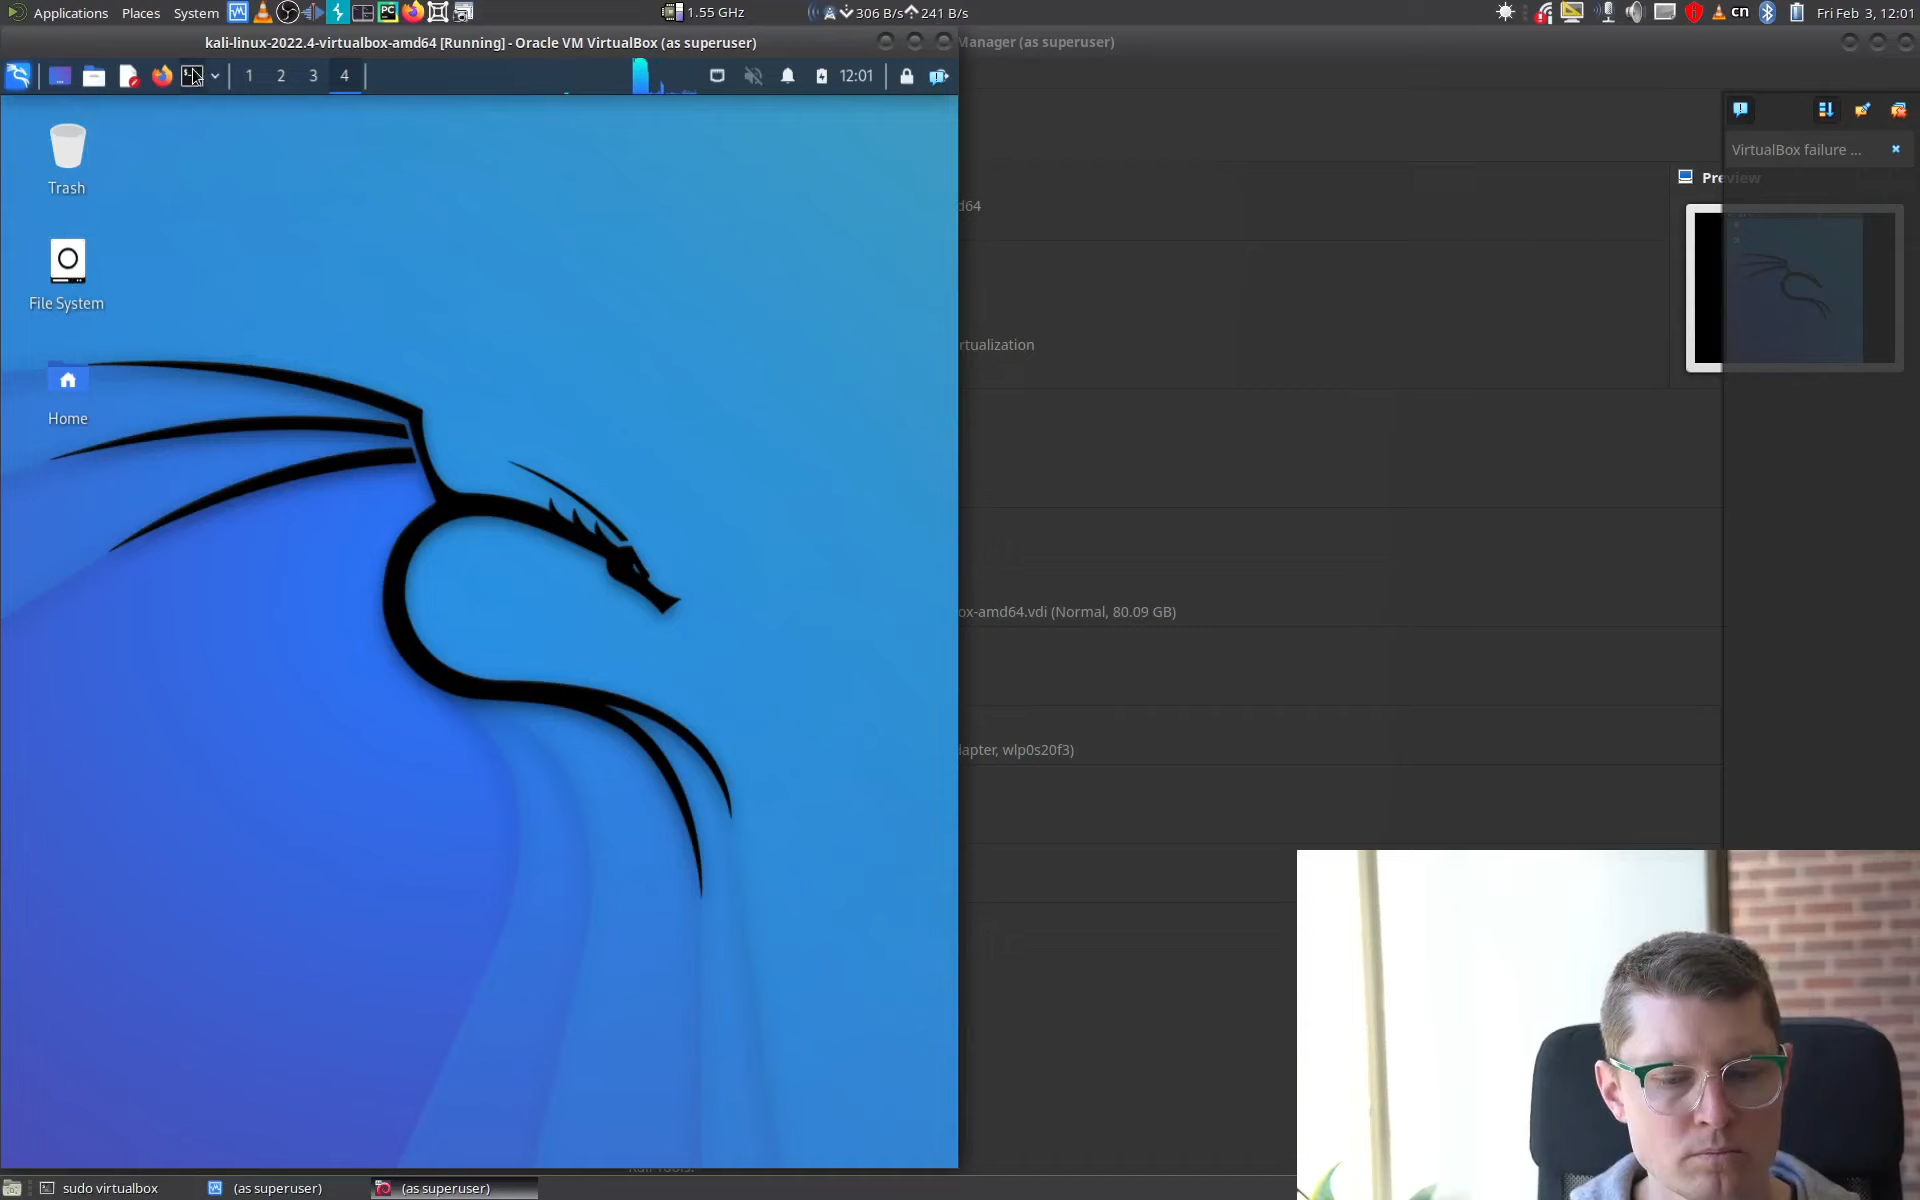 Applications Places System
1.55 GHz
306 B/s 241 B/s
cn
Fri Feb 3, 12:01
kali-linux-2022.4-virtualbox-amd64 [Running] - Oracle VM VirtualBox (as superuser)
Manager (as superuser)
1 2 3 4
12:01
Trash
File System
Home
VirtualBox failure ...
Preview
d64
rtualization
ox-amd64.vdi (Normal, 80.09 GB)
lapter, wlp0s20f3)
sudo virtualbox
(as superuser)
(as superuser)